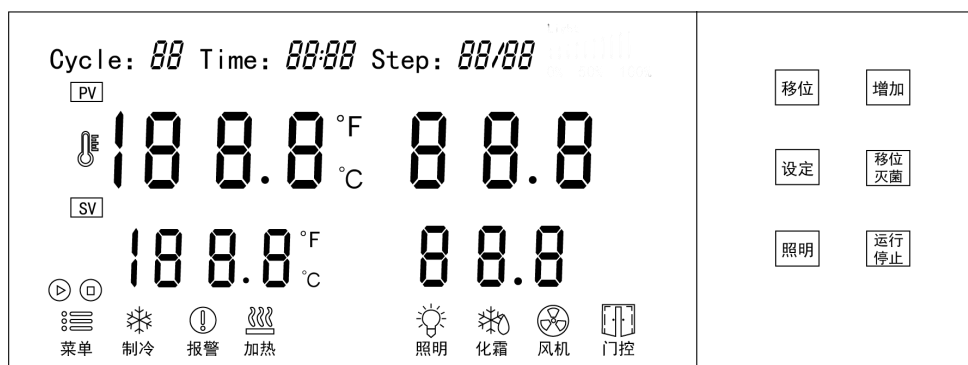 Cycle: 88 Time: 88:88 Step: 88/88
PV
188.8 °F °C 88.8
SV
188.8 °F °C 88.8
菜单 制冷 报警 加热 照明 化霜 风机 门控
移位 增加
设定 移位灭菌
照明 运行停止